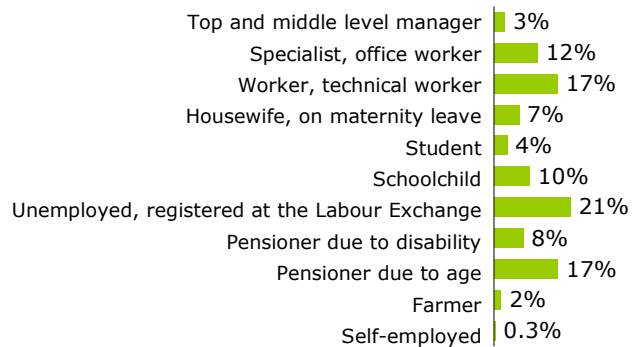 Top and middle level manager 3%
Specialist, office worker 12%
Worker, technical worker 17%
Housewife, on maternity leave 7%
Student 4%
Schoolchild 10%
Unemployed, registered at the Labour Exchange 21%
Pensioner due to disability 8%
Pensioner due to age 17%
Farmer 2%
Self-employed 0.3%